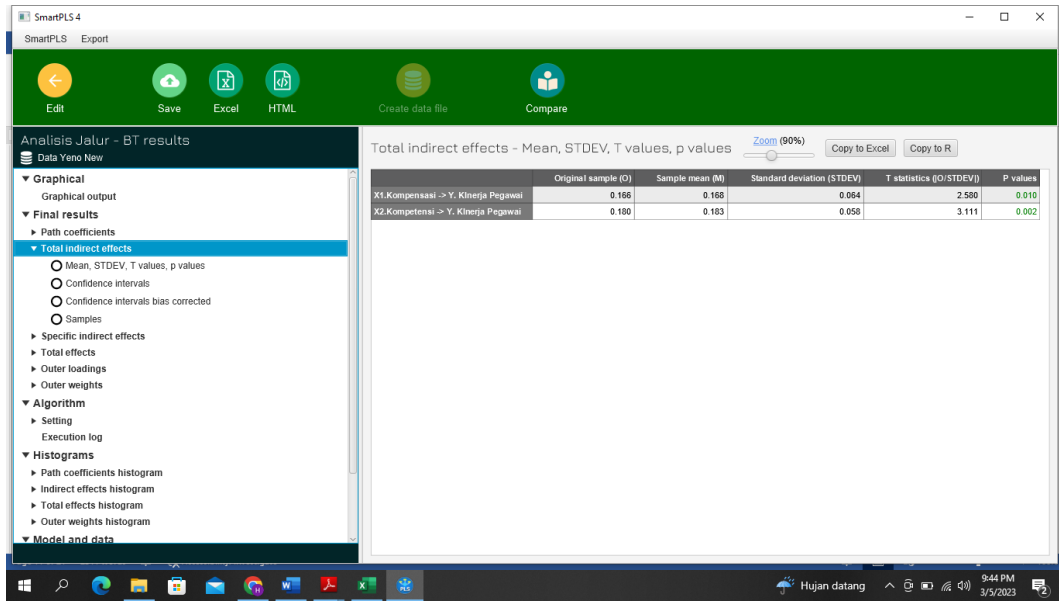 SmartPLS 4
SmartPLS Export
Edit Save Excel HTML Create data file Compare
Analisis Jalur - BT results
Data Yeno New
Graphical
Graphical output
Final results
Path coefficients
Total indirect effects
Mean, STDEV, T values, p values
Confidence intervals
Confidence intervals bias corrected
Samples
Specific indirect effects
Total effects
Outer loadings
Outer weights
Algorithm
Setting
Execution log
Histograms
Path coefficients histogram
Indirect effects histogram
Total effects histogram
Outer weights histogram
Model and data
Total indirect effects - Mean, STDEV, T values, p values Zoom (90%) Copy to Excel Copy to R
Original sample (O) Sample mean (M) Standard deviation (STDEV) T statistics (|O/STDEV|) P values
X1.Kompensasi -> Y. KInerja Pegawai 0.166 0.168 0.064 2.580 0.010
X2.Kompetensi -> Y. KInerja Pegawai 0.180 0.183 0.058 3.111 0.002
Hujan datang 9:44 PM
3/5/2023 2